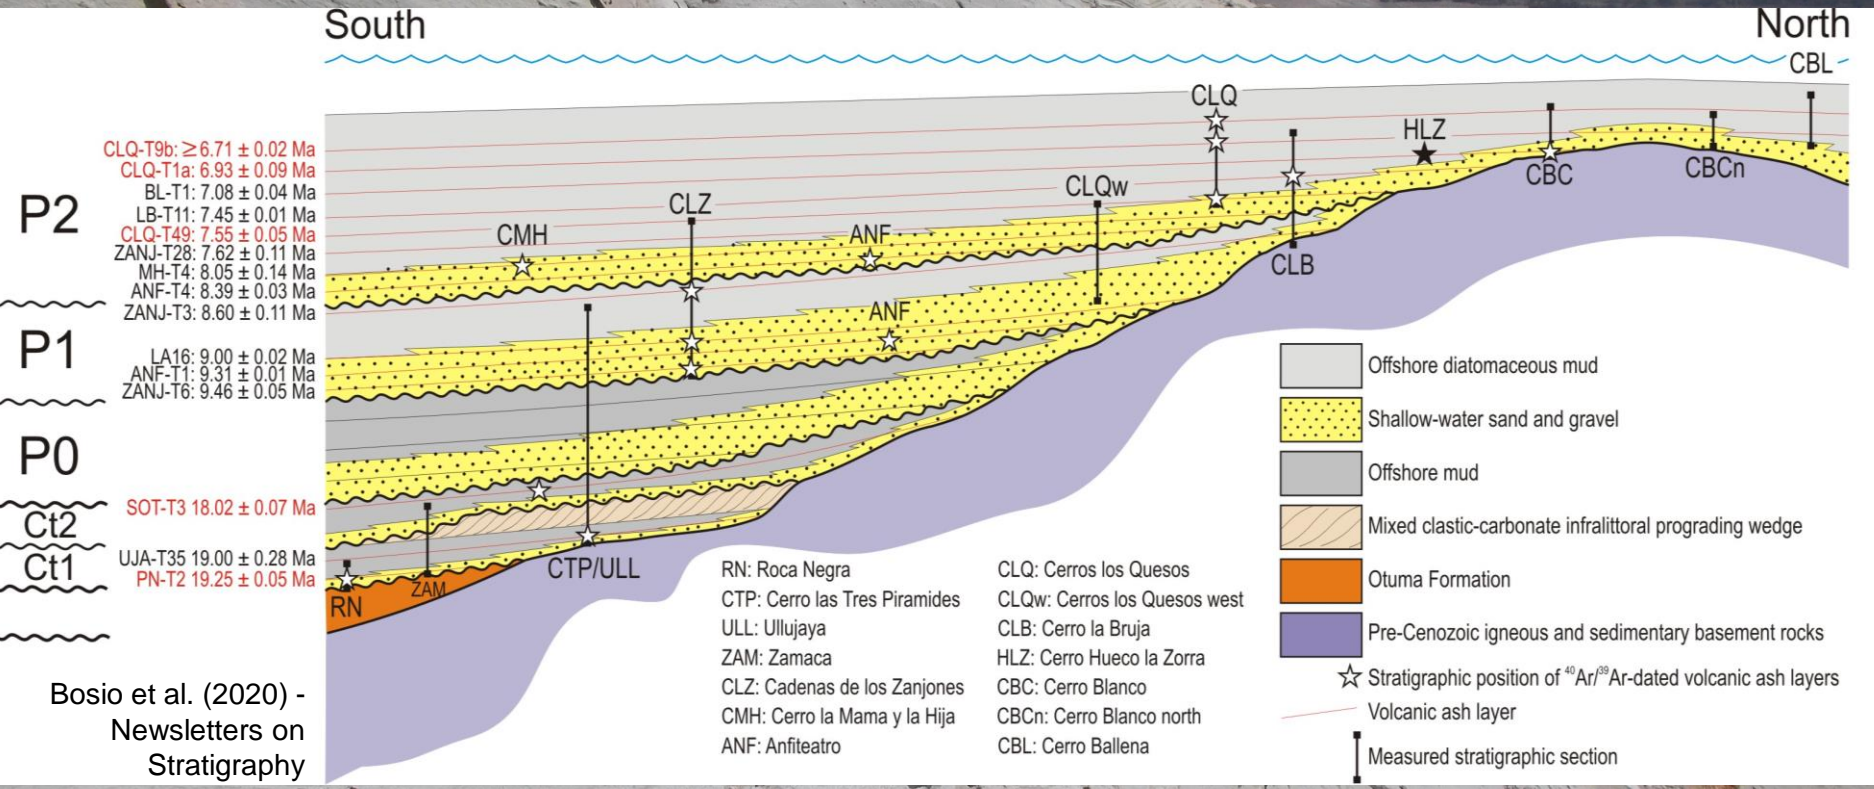 South
North
CBL
CLQ
HLZ
CLQ-T9b: ≥ 6.71 ± 0.02 Ma
CLQ-T1a: 6.93 ± 0.09 Ma
BL-T1: 7.08 ± 0.04 Ma
LB-T11: 7.45 ± 0.01 Ma
CLQ-T49: 7.55 ± 0.05 Ma
ZANJ-T28: 7.62 ± 0.11 Ma
MH-T4: 8.05 ± 0.14 Ma
ANF-T4: 8.39 ± 0.03 Ma
ZANJ-T3: 8.60 ± 0.11 Ma
P2
CMH
CLZ
ANF
CLQw
CLB
CBC
CBCn
P1
LA16: 9.00 ± 0.02 Ma
ANF-T1: 9.31 ± 0.01 Ma
ZANJ-T6: 9.46 ± 0.05 Ma
ANF
P0
SOT-T3 18.02 ± 0.07 Ma
Ct2
UJA-T35 19.00 ± 0.28 Ma
PN-T2 19.25 ± 0.05 Ma
Ct1
RN
ZAM
CTP/ULL
RN: Roca Negra
CTP: Cerro las Tres Piramides
ULL: Ullujaya
ZAM: Zamaca
CLZ: Cadenas de los Zanjones
CMH: Cerro la Mama y la Hija
ANF: Anfiteatro
CLQ: Cerros los Quesos
CLQw: Cerros los Quesos west
CLB: Cerro la Bruja
HLZ: Cerro Hueco la Zorra
CBC: Cerro Blanco
CBCn: Cerro Blanco north
CBL: Cerro Ballena
Offshore diatomaceous mud
Shallow-water sand and gravel
Offshore mud
Mixed clastic-carbonate infralittoral prograding wedge
Otuma Formation
Pre-Cenozoic igneous and sedimentary basement rocks
Stratigraphic position of ⁴⁰Ar/³⁹Ar-dated volcanic ash layers
Volcanic ash layer
Measured stratigraphic section
Bosio et al. (2020) -
Newsletters on
Stratigraphy